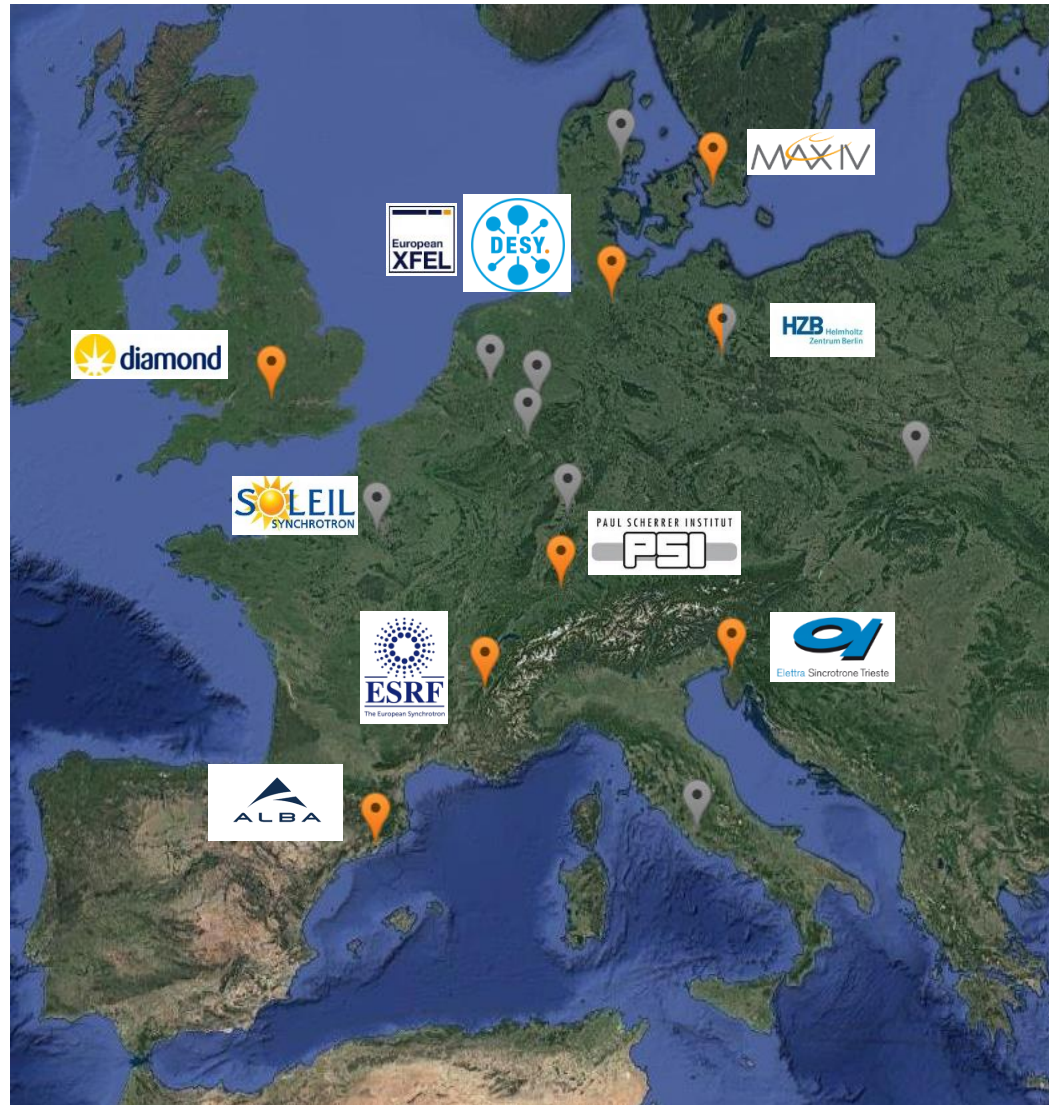 MAX IV
European
XFEL
DESY.
HZB Helmholtz
Zentrum Berlin
diamond
SOLEIL
SYNCHROTRON
PAUL SCHERRER INSTITUT
PSI
ESRF
The European Synchrotron
Elettra Sincrotrone Trieste
ALBA